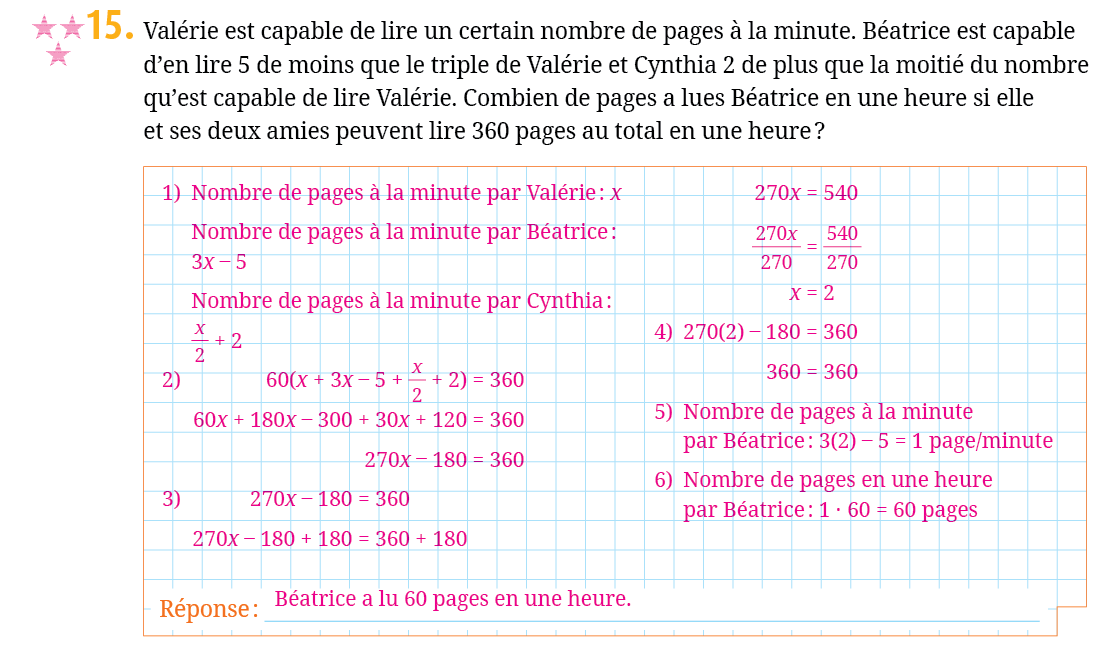 15. Valérie est capable de lire un certain nombre de pages à la minute. Béatrice est capable
d’en lire 5 de moins que le triple de Valérie et Cynthia 2 de plus que la moitié du nombre
qu’est capable de lire Valérie. Combien de pages a lues Béatrice en une heure si elle
et ses deux amies peuvent lire 360 pages au total en une heure ?
1) Nombre de pages à la minute par Valérie : x
Nombre de pages à la minute par Béatrice :
3x – 5
Nombre de pages à la minute par Cynthia :
x/2 + 2
2) 60(x + 3x – 5 + x/2 + 2) = 360
60x + 180x – 300 + 30x + 120 = 360
270x – 180 = 360
3) 270x – 180 = 360
270x – 180 + 180 = 360 + 180
270x = 540
270x/270 = 540/270
x = 2
4) 270(2) – 180 = 360
360 = 360
5) Nombre de pages à la minute
par Béatrice : 3(2) – 5 = 1 page/minute
6) Nombre de pages en une heure
par Béatrice : 1 · 60 = 60 pages
Réponse : Béatrice a lu 60 pages en une heure.